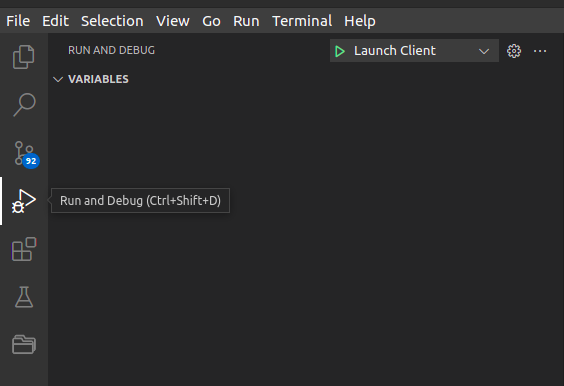 File Edit Selection View Go Run Terminal Help
RUN AND DEBUG Launch Client
VARIABLES
92
Run and Debug (Ctrl+Shift+D)